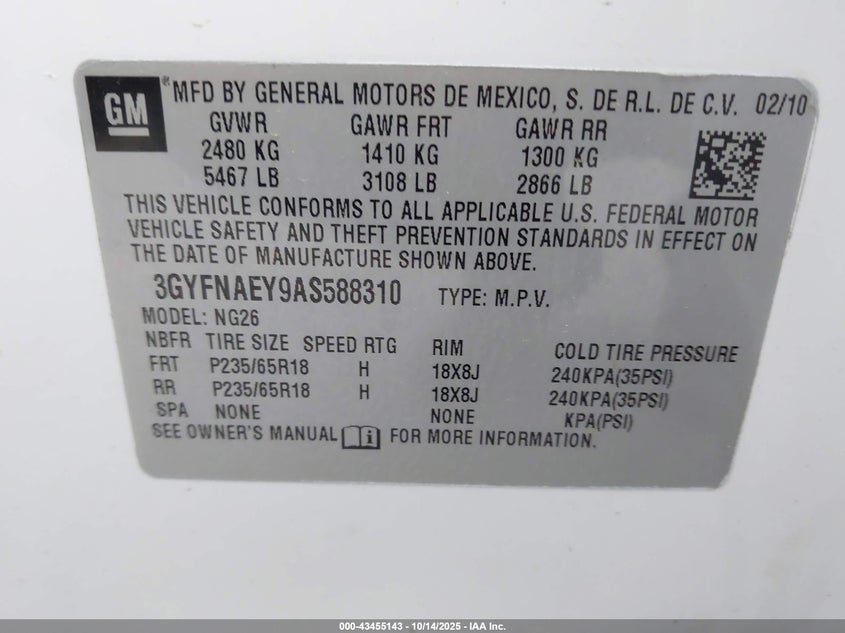 GM
*MFD BY GENERAL MOTORS DE MEXICO, S. DE R.L. DE C.V. 02/10
GVWR GAWR FRT GAWR RR
2480 KG 1410 KG 1300 KG
5467 LB 3108 LB 2866 LB
THIS VEHICLE CONFORMS TO ALL APPLICABLE U.S. FEDERAL MOTOR
VEHICLE SAFETY AND THEFT PREVENTION STANDARDS IN EFFECT ON
THE DATE OF MANUFACTURE SHOWN ABOVE.
3GYFNAEY9AS588310 TYPE: M.P.V.
MODEL: NG26
NBFR TIRE SIZE SPEED RTG RIM COLD TIRE PRESSURE
FRT P235/65R18 H 18X8J 240KPA(35PSI)
RR P235/65R18 H 18X8J 240KPA(35PSI)
SPA NONE NONE KPA(PSI)
SEE OWNER'S MANUAL FOR MORE INFORMATION.
000-43455143 - 10/14/2025 - IAA Inc.